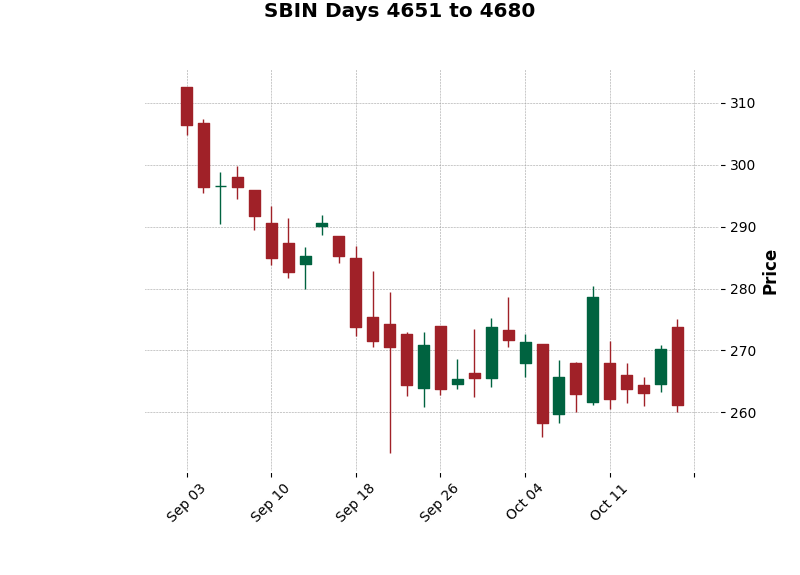 SBIN Days 4651 to 4680
310
300
290
280
270
260
Price
Sep 03
Sep 10
Sep 18
Sep 26
Oct 04
Oct 11